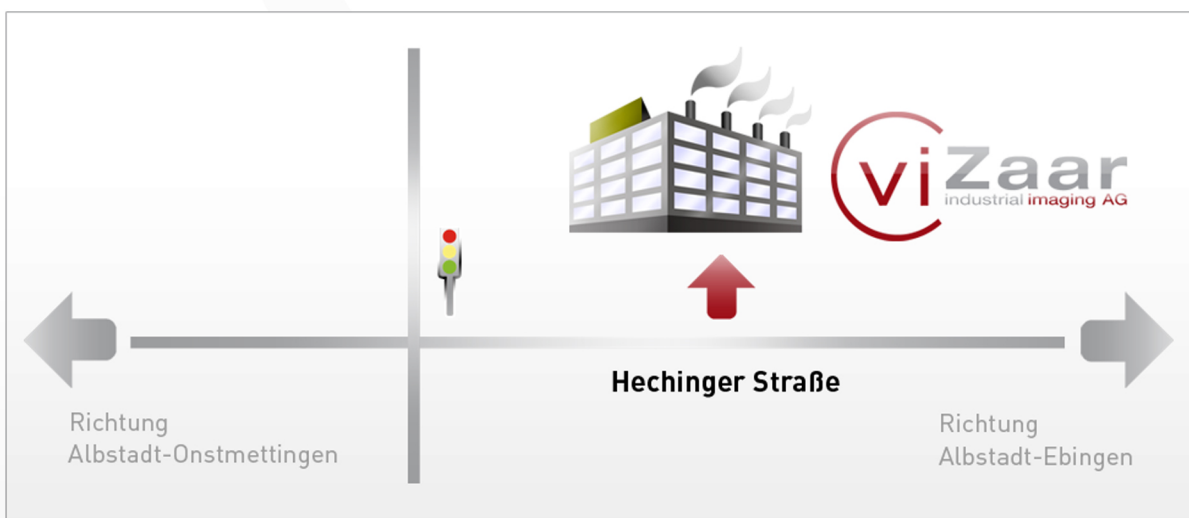 viZaar
industrial imaging AG
Hechinger Straße
Richtung
Albstadt-Onstmettingen
Richtung
Albstadt-Ebingen